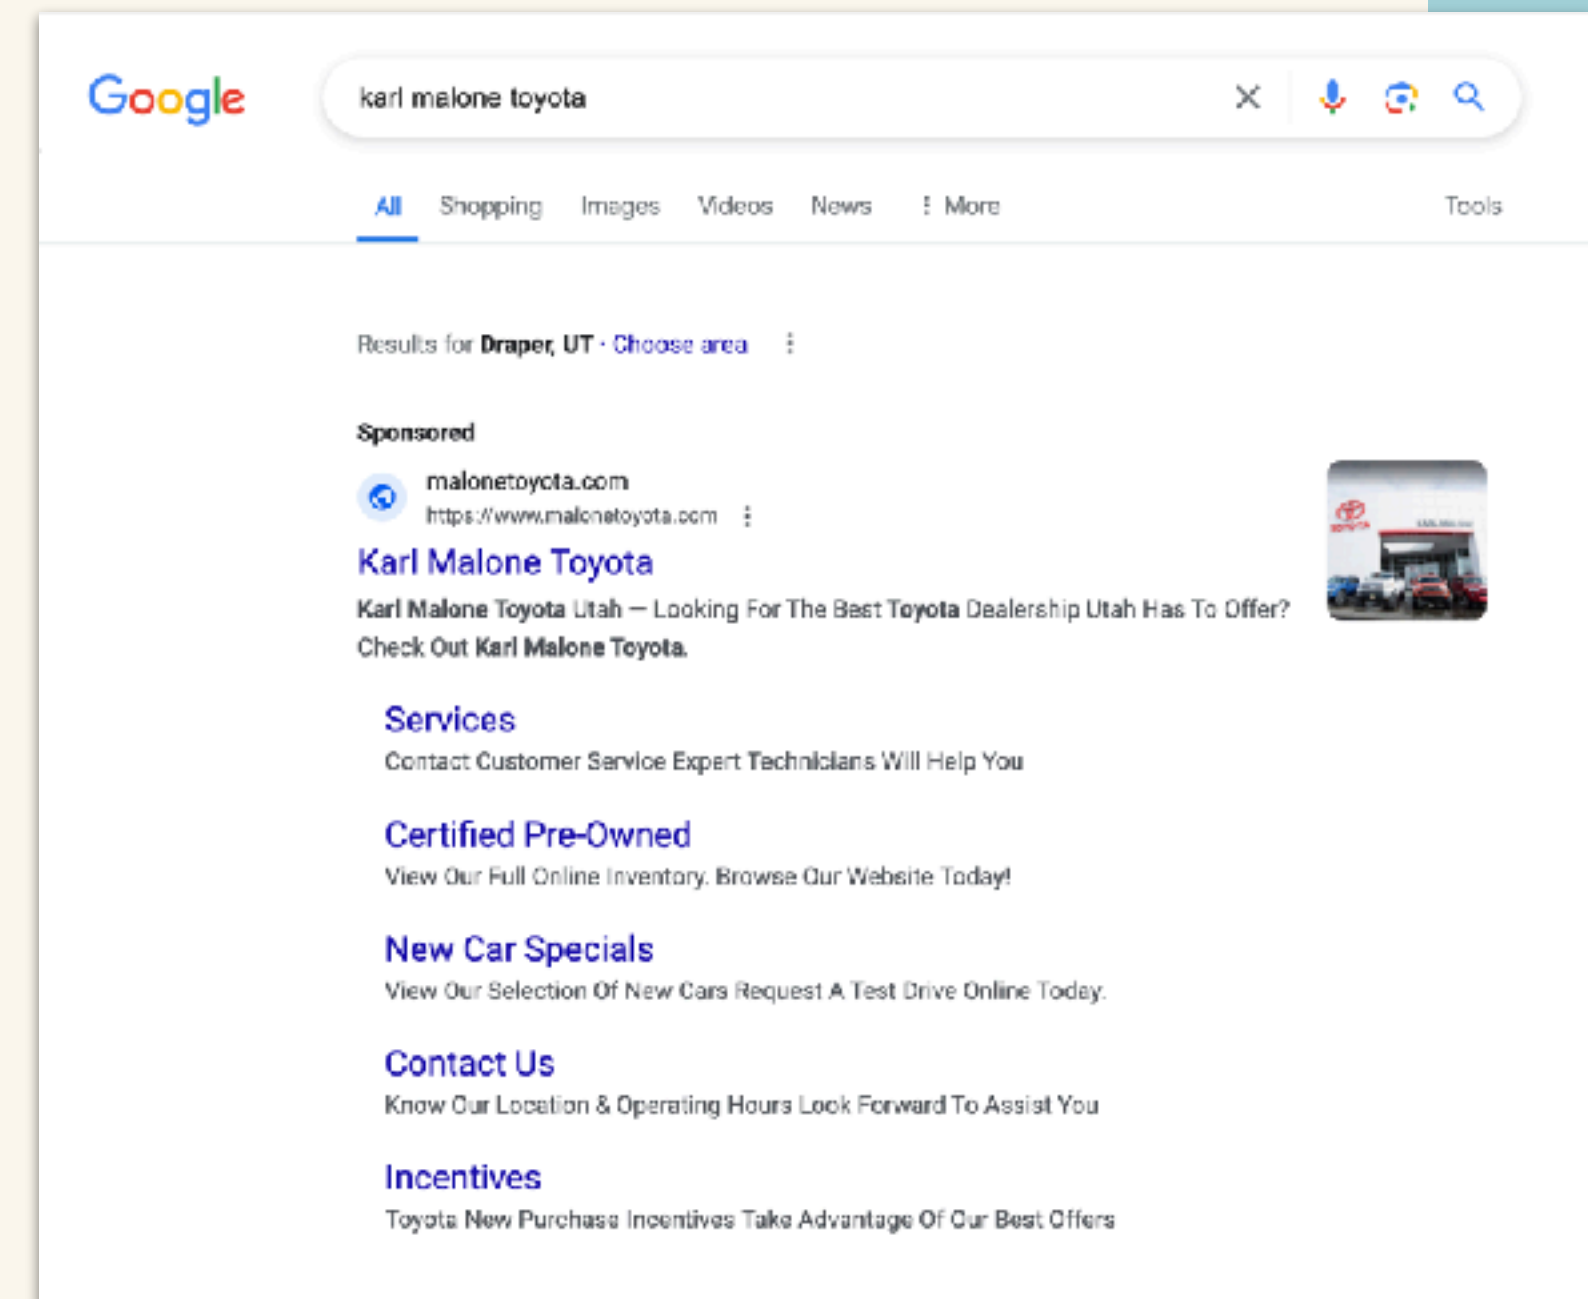 Google
karl malone toyota
All Shopping Images Videos News More Tools
Results for Draper, UT · Choose area
Sponsored
malonetoyota.com
https://www.malonetoyota.com
Karl Malone Toyota
Karl Malone Toyota Utah — Looking For The Best Toyota Dealership Utah Has To Offer?
Check Out Karl Malone Toyota.
TOYOTA
Services
Contact Customer Service Expert Technicians Will Help You
Certified Pre-Owned
View Our Full Online Inventory. Browse Our Website Today!
New Car Specials
View Our Selection Of New Cars Request A Test Drive Online Today.
Contact Us
Know Our Location & Operating Hours Look Forward To Assist You
Incentives
Toyota New Purchase Incentives Take Advantage Of Our Best Offers